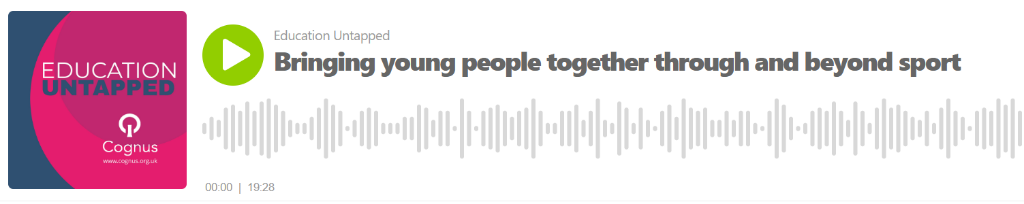 EDUCATION
UNTAPPED
Cognus
www.cognus.org.uk
Education Untapped
Bringing young people together through and beyond sport
00:00 | 19:28